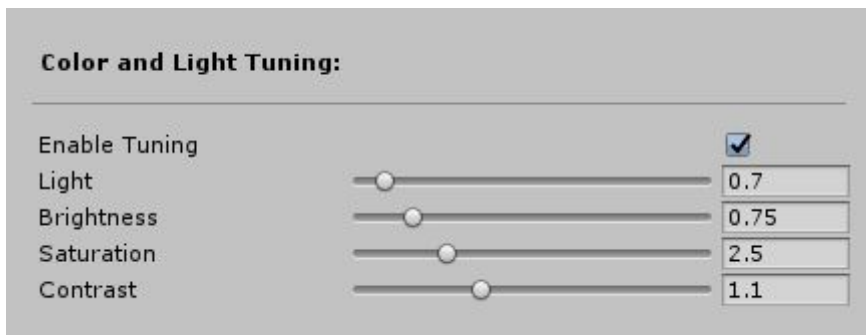 Color and Light Tuning:
Enable Tuning
Light 0.7
Brightness 0.75
Saturation 2.5
Contrast 1.1